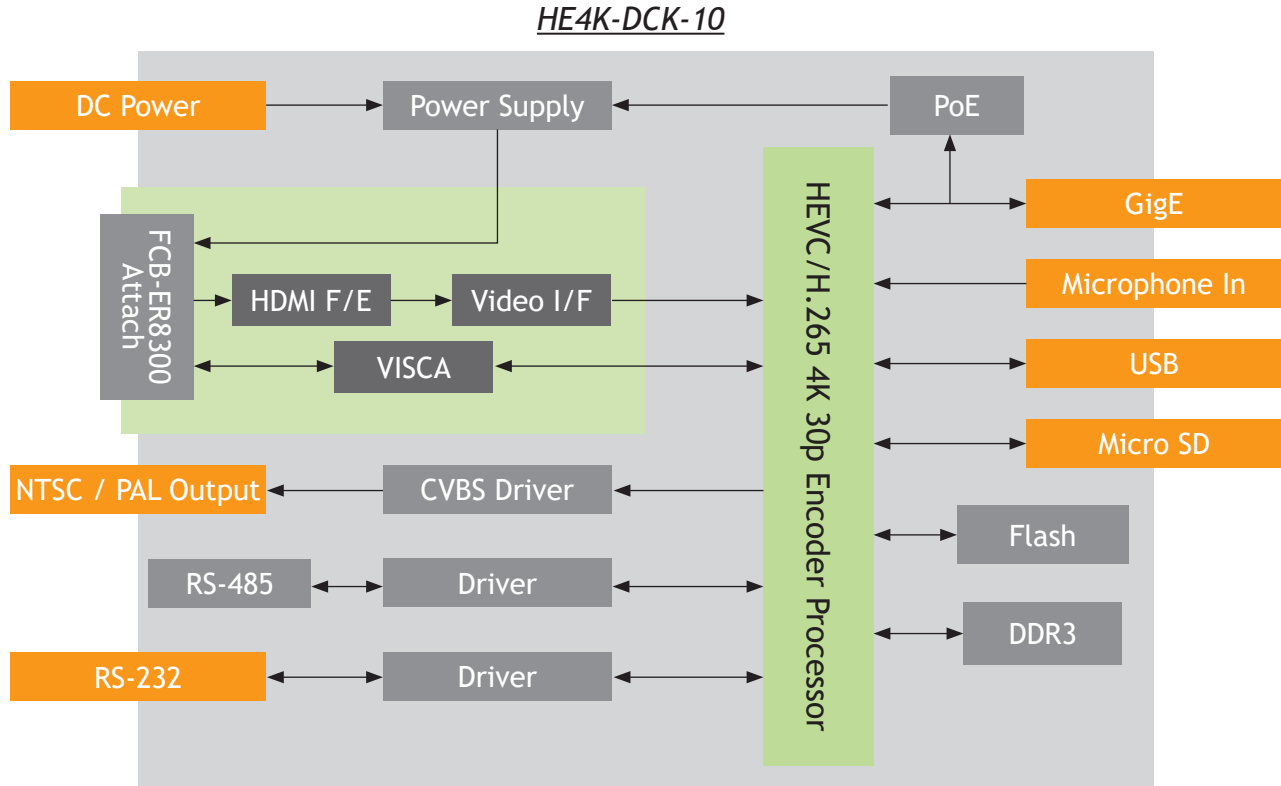 HE4K-DCK-10
DC Power
Power Supply
PoE
GigE
FCB-ER8300
Attach
HDMI F/E
Video I/F
VISCA
HEVC/H.265 4K 30p Encoder Processor
Microphone In
USB
Micro SD
NTSC / PAL Output
CVBS Driver
Flash
RS-485
Driver
DDR3
RS-232
Driver